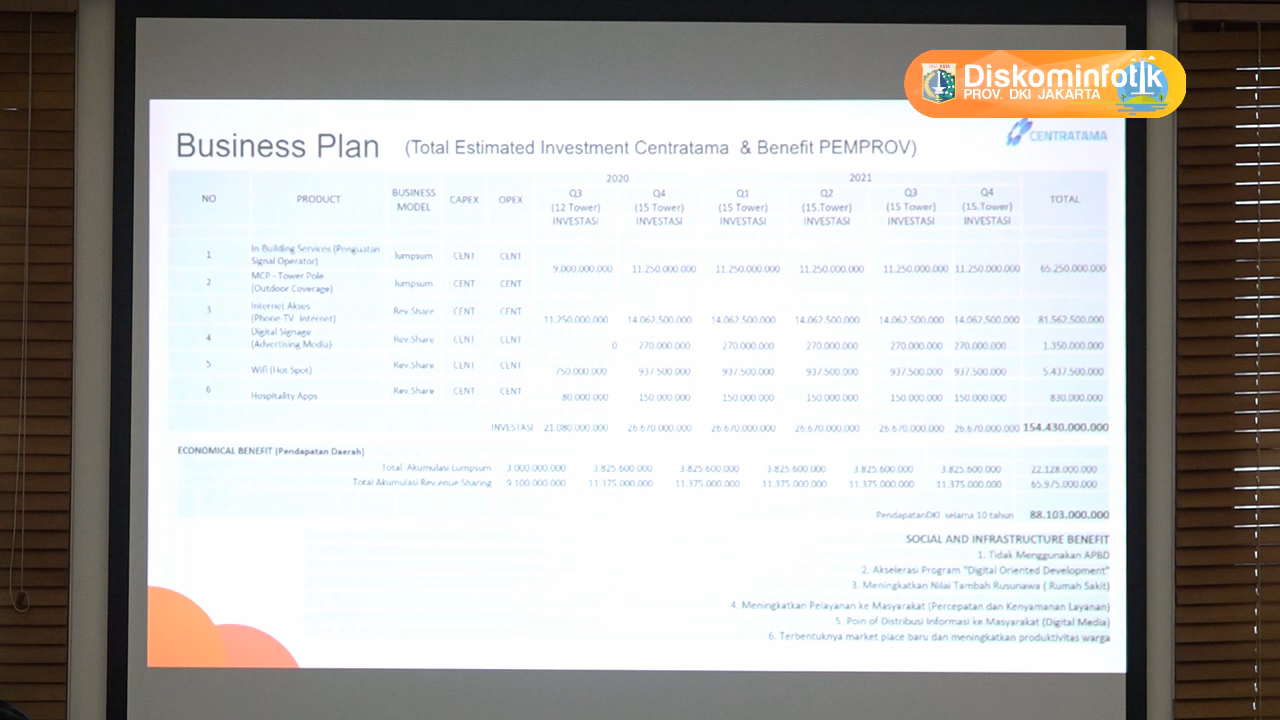 Diskominfotik
PROV. DKI JAKARTA
CENTRATAMA
Business Plan (Total Estimated Investment Centratama & Benefit PEMPROV)
2020 2021
NO PRODUCT BUSINESS MODEL CAPEX OPEX Q3 (12 Tower) INVESTASI Q4 (15 Tower) INVESTASI Q1 (15 Tower) INVESTASI Q2 (15.Tower) INVESTASI Q3 (15 Tower) INVESTASI Q4 (15.Tower) INVESTASI TOTAL
1 In Building Services (Penguatan Signal Operator) lumpsum CENT CENT 9.000.000.000 11.250.000.000 11.250.000.000 11.250.000.000 11.250.000.000 11.250.000.000 65.250.000.000
2 MCP - Tower Pole (Outdoor Coverage) lumpsum CENT CENT
3 Internet Akses (Phone-TV Internet) Rev.Share CENT CENT 11.250.000.000 14.062.500.000 14.062.500.000 14.062.500.000 14.062.500.000 14.062.500.000 81.562.500.000
4 Digital Signage (Advertising Media) Rev.Share CENT CENT 0 270.000.000 270.000.000 270.000.000 270.000.000 270.000.000 1.350.000.000
5 Wifi (Hot Spot) Rev.Share CENT CENT 750.000.000 937.500.000 937.500.000 937.500.000 937.500.000 937.500.000 5.437.500.000
6 Hospitality Apps Rev.Share CENT CENT 80.000.000 150.000.000 150.000.000 150.000.000 150.000.000 150.000.000 830.000.000
INVESTASI 21.080.000.000 26.670.000.000 26.670.000.000 26.670.000.000 26.670.000.000 26.670.000.000 154.430.000.000
ECONOMICAL BENEFIT (Pendapatan Daerah)
Total Akumulasi Lumpsum 3.000.000.000 3.825.600.000 3.825.600.000 3.825.600.000 3.825.600.000 3.825.600.000 22.128.000.000
Total Akumulasi Revenue Sharing 9.100.000.000 11.375.000.000 11.375.000.000 11.375.000.000 11.375.000.000 11.375.000.000 65.975.000.000
PendapatanDKI selama 10 tahun 88.103.000.000
SOCIAL AND INFRASTRUCTURE BENEFIT
1. Tidak Menggunakan APBD
2. Akselerasi Program "Digital Oriented Development"
3. Meningkatkan Nilai Tambah Rusunawa ( Rumah Sakit)
4. Meningkatkan Pelayanan ke Masyarakat (Percepatan dan Kenyamanan Layanan)
5. Poin of Distribusi Informasi ke Masyarakat (Digital Media)
6. Terbentuknya market place baru dan meningkatkan produktivitas warga